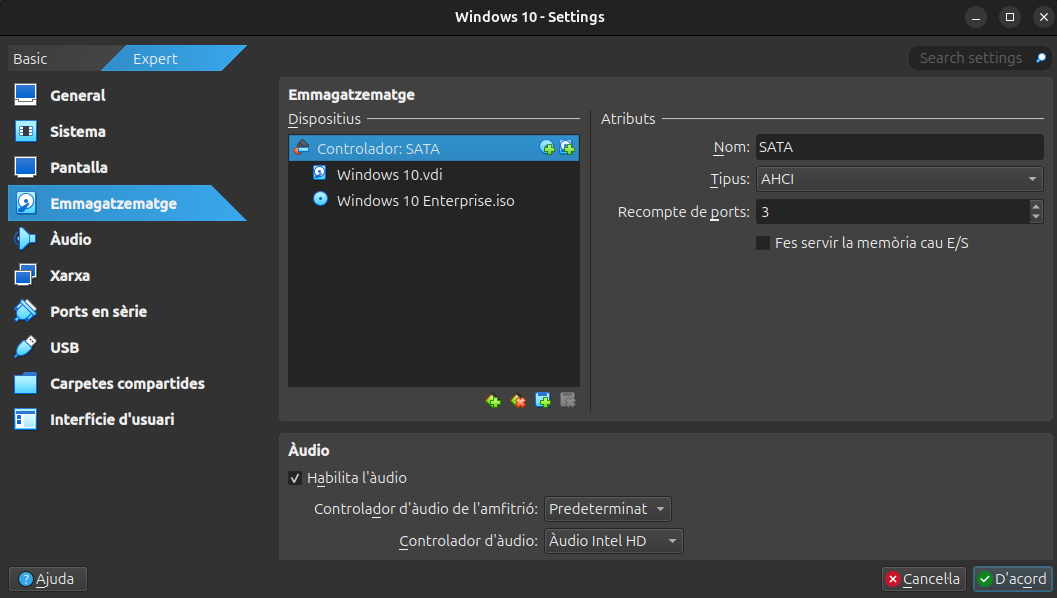 Windows 10 - Settings
Basic
Expert
Search settings
General
Sistema
Pantalla
Emmagatzematge
Àudio
Xarxa
Ports en sèrie
USB
Carpetes compartides
Interfície d'usuari
Emmagatzematge
Dispositius
Controlador: SATA
Windows 10.vdi
Windows 10 Enterprise.iso
Atributs
Nom: SATA
Tipus: AHCI
Recompte de ports: 3
Fes servir la memòria cau E/S
Àudio
Habilita l'àudio
Controlador d'àudio de l'amfitrió: Predeterminat
Controlador d'àudio: Àudio Intel HD
Ajuda
Cancel·la
D'acord